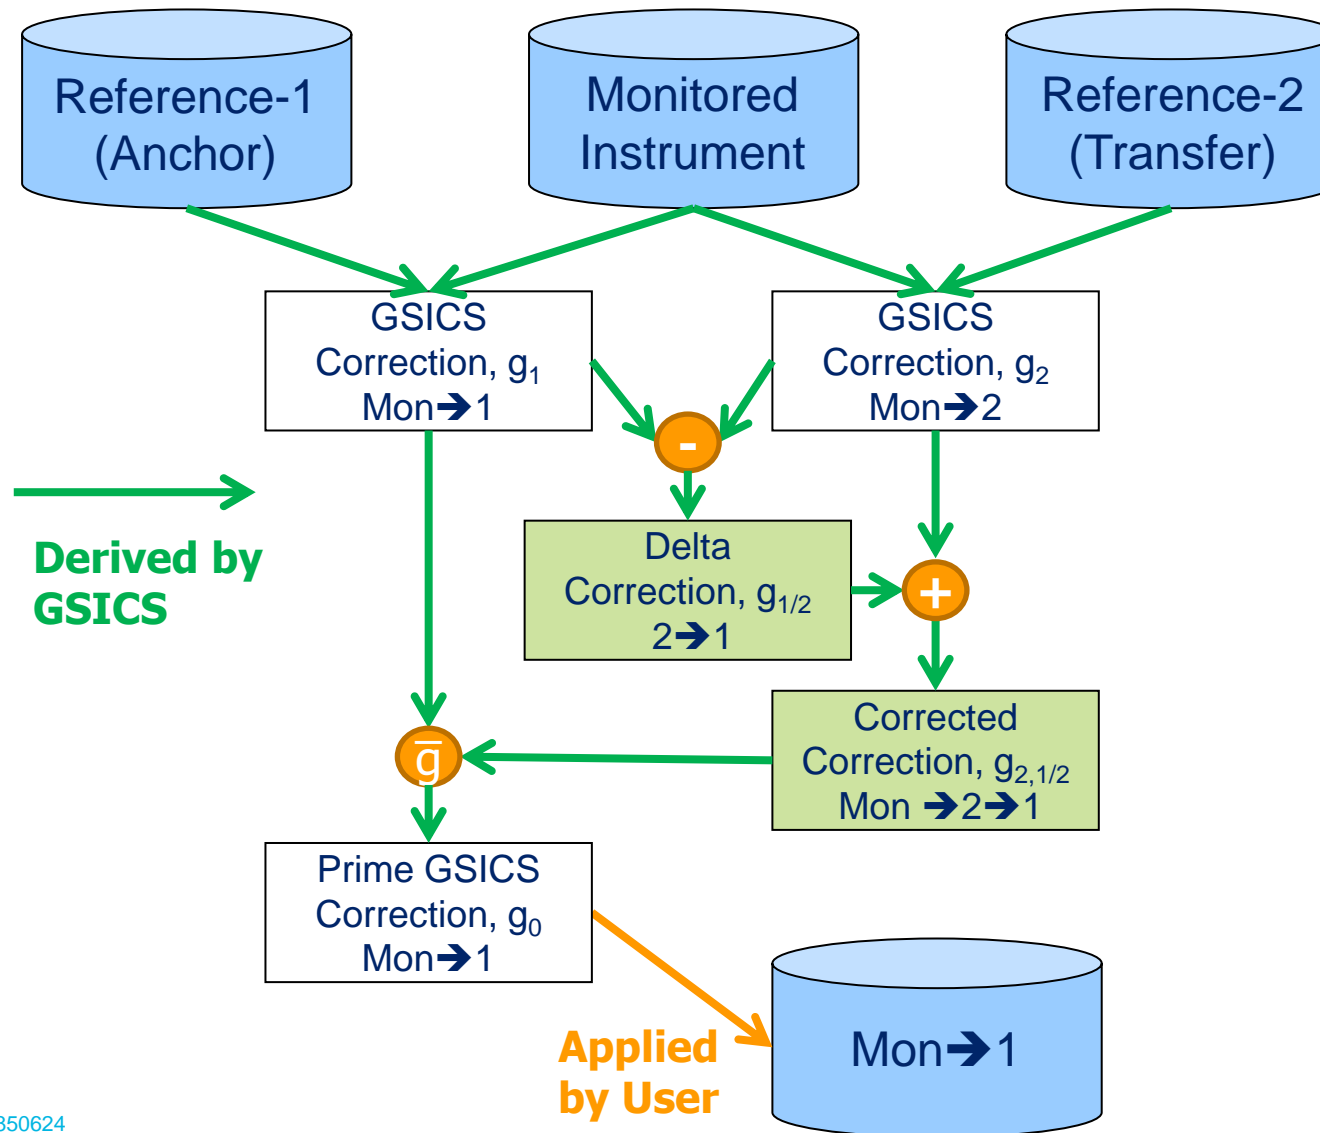 Reference-1
(Anchor)
Monitored
Instrument
Reference-2
(Transfer)
GSICS
Correction, g₁
Mon➔1
GSICS
Correction, g₂
Mon➔2
-
Derived by
GSICS
Delta
Correction, g₁/₂
2➔1
+
Corrected
Correction, g₂,₁/₂
Mon ➔2➔1
g̅
Prime GSICS
Correction, g₀
Mon➔1
Applied
by User
Mon➔1
350624